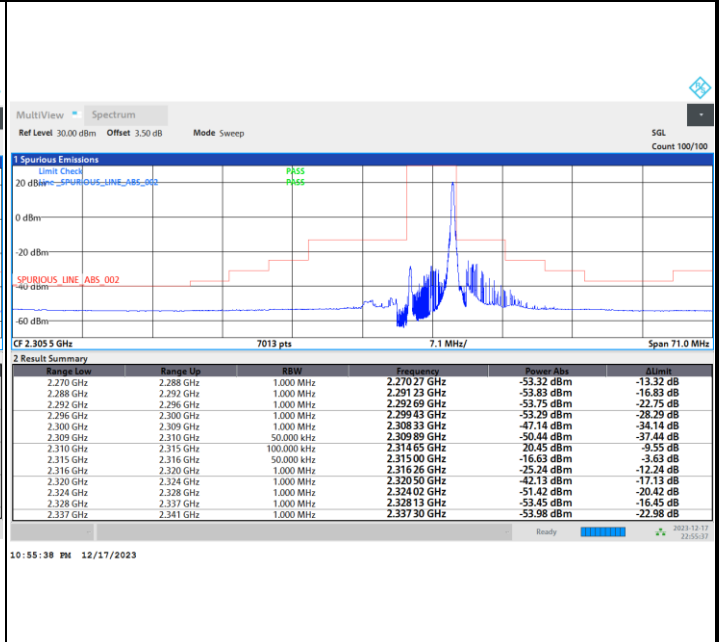 MultiView Spectrum
Ref Level 30.00 dBm Offset 3.50 dB Mode Sweep SGL
Count 100/100
1 Spurious Emissions
Limit Check PASS
20 dBm Line _SPURIOUS_LINE_ABS_002 PASS
0 dBm
-20 dBm
SPURIOUS_LINE_ABS_002
-40 dBm
-60 dBm
CF 2.305 5 GHz 7013 pts 7.1 MHz/ Span 71.0 MHz
2 Result Summary
Range Low Range Up RBW Frequency Power Abs ΔLimit
2.270 GHz 2.288 GHz 1.000 MHz 2.270 27 GHz -53.32 dBm -13.32 dB
2.288 GHz 2.292 GHz 1.000 MHz 2.291 23 GHz -53.83 dBm -16.83 dB
2.292 GHz 2.296 GHz 1.000 MHz 2.292 69 GHz -53.75 dBm -22.75 dB
2.296 GHz 2.300 GHz 1.000 MHz 2.299 43 GHz -53.29 dBm -28.29 dB
2.300 GHz 2.309 GHz 1.000 MHz 2.308 33 GHz -47.14 dBm -34.14 dB
2.309 GHz 2.310 GHz 50.000 kHz 2.309 89 GHz -50.44 dBm -37.44 dB
2.310 GHz 2.315 GHz 100.000 kHz 2.314 65 GHz 20.45 dBm -9.55 dB
2.315 GHz 2.316 GHz 50.000 kHz 2.315 00 GHz -16.63 dBm -3.63 dB
2.316 GHz 2.320 GHz 1.000 MHz 2.316 26 GHz -25.24 dBm -12.24 dB
2.320 GHz 2.324 GHz 1.000 MHz 2.320 50 GHz -42.13 dBm -17.13 dB
2.324 GHz 2.328 GHz 1.000 MHz 2.324 02 GHz -51.42 dBm -20.42 dB
2.328 GHz 2.337 GHz 1.000 MHz 2.328 13 GHz -53.45 dBm -16.45 dB
2.337 GHz 2.341 GHz 1.000 MHz 2.337 30 GHz -53.98 dBm -22.98 dB
Ready 2023-12-17
22:55:37
10:55:38 PM 12/17/2023